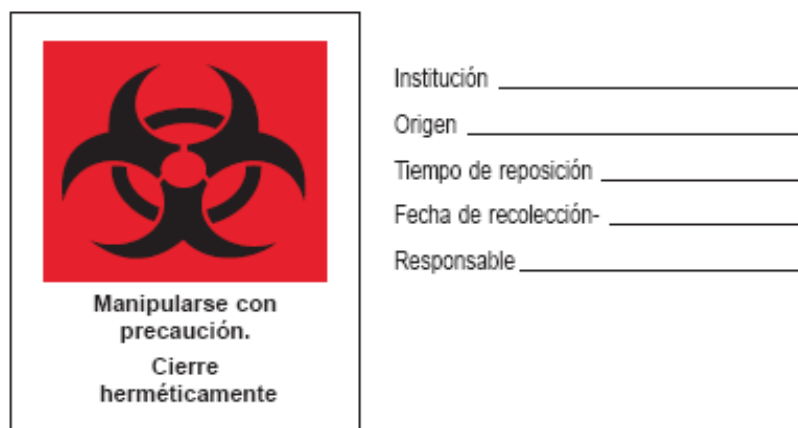 Manipularse con
precaución.
Cierre
herméticamente
Institución
Origen
Tiempo de reposición
Fecha de recolección-
Responsable